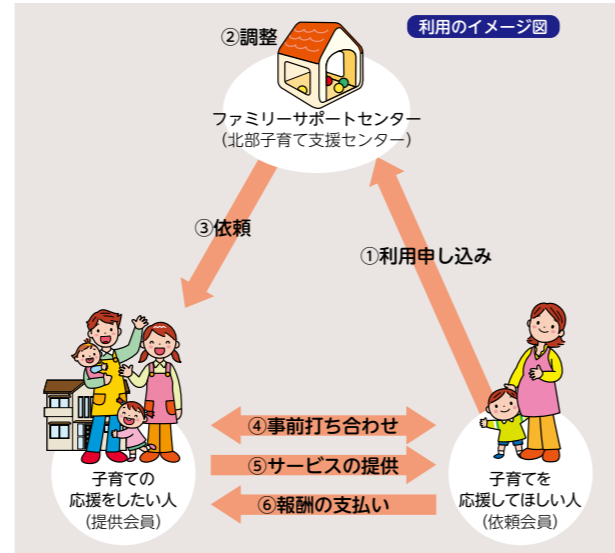 利用のイメージ図
②調整
ファミリーサポートセンター
(北部子育て支援センター)
③依頼
①利用申し込み
④事前打ち合わせ
⑤サービスの提供
⑥報酬の支払い
子育ての
応援をしたい人
(提供会員)
子育てを
応援してほしい人
(依頼会員)